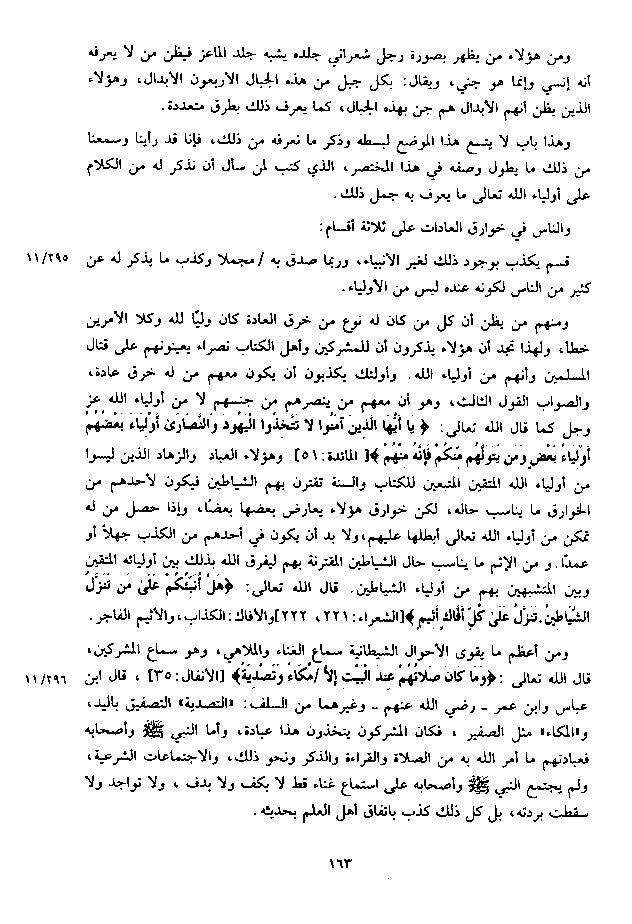 ومن هؤلاء من يظهر بصورة رجل شعراني جلده يشبه جلد الماعز فيظن من لا يعرفه
أنه إنسي وإنما هو جني، ويقال: بكل جبل من هذه الجبال الأربعون الأبدال، وهؤلاء
الذين يظن أنهم الأبدال هم جن بهذه الجبال، كما يعرف ذلك بطرق متعددة.
وهذا باب لا يتسع هذا الموضع لبسطه وذكر ما نعرفه من ذلك، فإنا قد رأينا وسمعنا
من ذلك ما يطول وصفه في هذا المختصر، الذي كتب لمن سأل أن نذكر له من الكلام
على أولياء الله تعالى ما يعرف به جمل ذلك.
والناس في خوارق العادات على ثلاثة أقسام:
قسم يكذب بوجود ذلك لغير الأنبياء، وربما صدق به / مجملا وكذب ما يذكر له عن ١١/٢٩٥
كثير من الناس لكونه عنده ليس من الأولياء.
ومنهم من يظن أن كل من كان له نوع من خرق العادة كان وليًا لله وكلا الأمرين
خطأ، ولهذا تجد أن هؤلاء يذكرون أن للمشركين وأهل الكتاب نصراء يعينونهم على قتال
المسلمين وأنهم من أولياء الله. وأولئك يكذبون أن يكون معهم من له خرق عادة،
والصواب القول الثالث، وهو أن معهم من ينصرهم من جنسهم لا من أولياء الله عز
وجل كما قال الله تعالى: ﴿ يا أَيُّهَا الَّذِينَ آمَنُوا لا تَتَّخِذُوا الْيَهُودَ وَالنَّصَارَىٰ أَوْلِيَاءَ بَعْضُهُمْ
أَوْلِيَاءُ بَعْضٍ وَمَن يَتَوَلَّهُم مِّنكُمْ فَإِنَّهُ مِنْهُمْ ﴾[ المائدة: ٥١] وهؤلاء العباد والزهاد الذين ليسوا
من أولياء الله المتقين المتبعين للكتاب والسنة تقترن بهم الشياطين فيكون لأحدهم من
الخوارق ما يناسب حاله، لكن خوارق هؤلاء يعارض بعضها بعضًا، وإذا حصل من له
تمكن من أولياء الله تعالى أبطلها عليهم،ولا بد أن يكون في أحدهم من الكذب جهلاً أو
عمدًا. و من الإثم ما يناسب حال الشياطين المقترنة بهم ليفرق الله بذلك بين أوليائه المتقين
وبين المتشبهين بهم من أولياء الشياطين. قال الله تعالى: ﴿هَلْ أُنَبِّئُكُمْ عَلَىٰ مَن تَنَزَّلُ
الشَّيَاطِينُ. تَنَزَّلُ عَلَىٰ كُلِّ أَفَّاكٍ أَثِيمٍ ﴾[الشعراء: ٢٢١، ٢٢٢]والأفاك: الكذاب، والأثيم الفاجر.
ومن أعظم ما يقوى الأحوال الشيطانية سماع الغناء والملاهي، وهو سماع المشركين،
قال الله تعالى :﴿وَمَا كَانَ صَلاتُهُمْ عِندَ الْبَيْتِ إِلاَّ /مُكَاءً وَتَصْدِيَةً﴾ [الأنفال: ٣٥] ، قال ابن ١١/٢٩٦
عباس وابن عمر ـ رضي الله عنهم ـ وغيرهما من السلف: «التصدية» التصفيق باليد،
و«المكاء» مثل الصفير ، فكان المشركون يتخذون هذا عبادة، وأما النبي ﷺ وأصحابه
فعبادتهم ما أمر الله به من الصلاة والقراءة والذكر ونحو ذلك، والاجتماعات الشرعية،
ولم يجتمع النبي ﷺ وأصحابه على استماع غناء قط لا بكف ولا بدف ، ولا تواجد ولا
سقطت بردته، بل كل ذلك كذب باتفاق أهل العلم بحديثه.
١٦٣